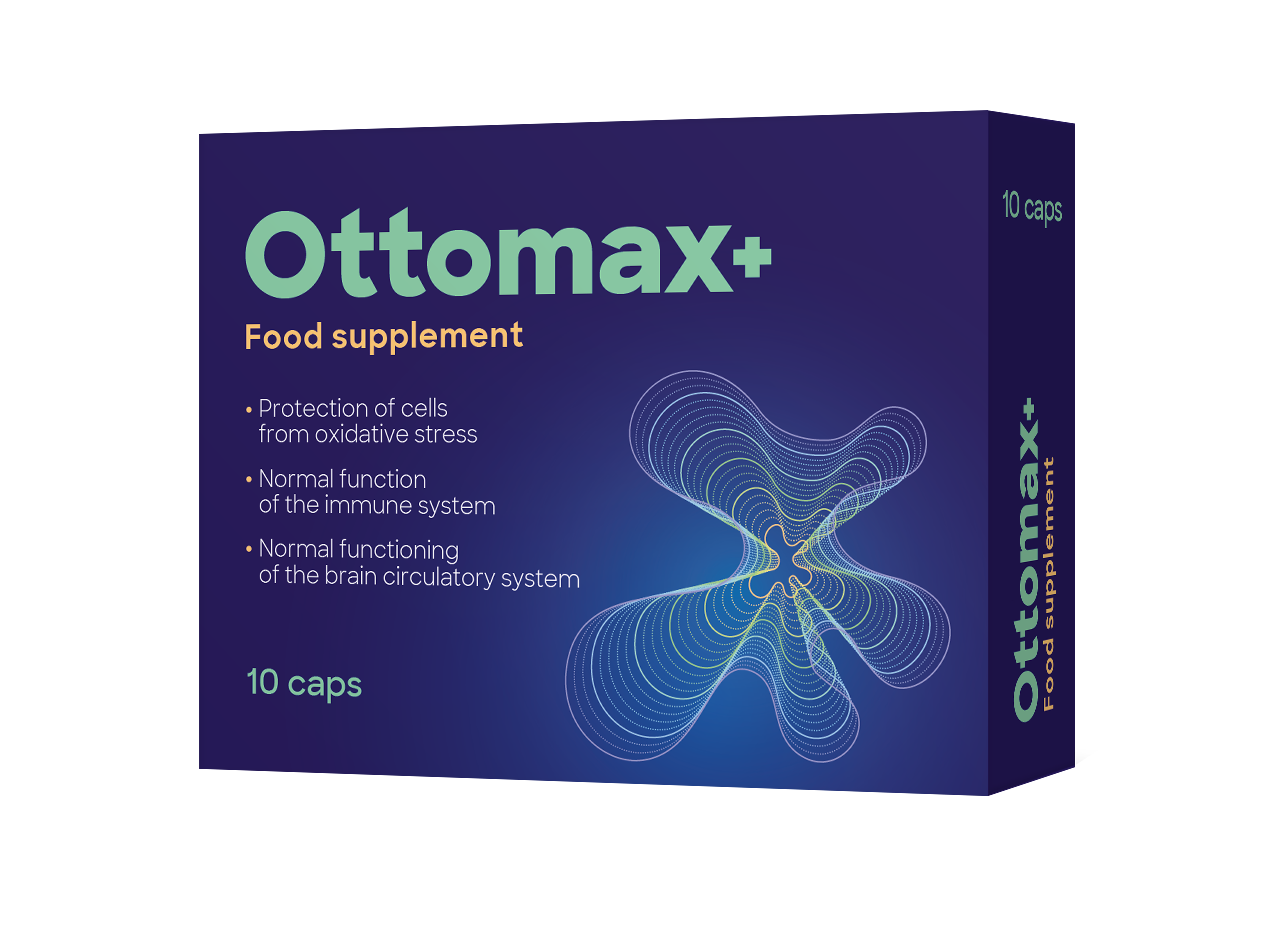 Ottomax+
Food supplement
• Protection of cells
from oxidative stress
• Normal function
of the immune system
• Normal functioning
of the brain circulatory system
10 caps
10 caps
Ottomax+
Food supplement